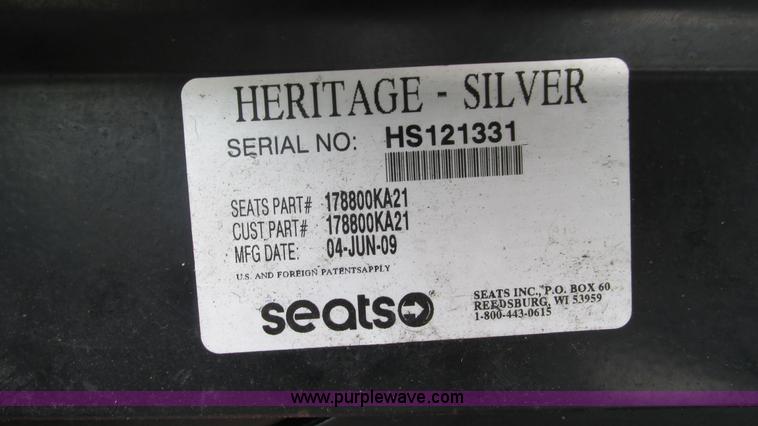 HERITAGE - SILVER
SERIAL NO: HS121331
SEATS PART# 178800KA21
CUST PART# 178800KA21
MFG DATE: 04-JUN-09
U.S. AND FOREIGN PATENTSAPPLY
seats
SEATS INC., P.O. BOX 60
REEDSBURG, WI 53959
1-800-443-0615
www.purplewave.com